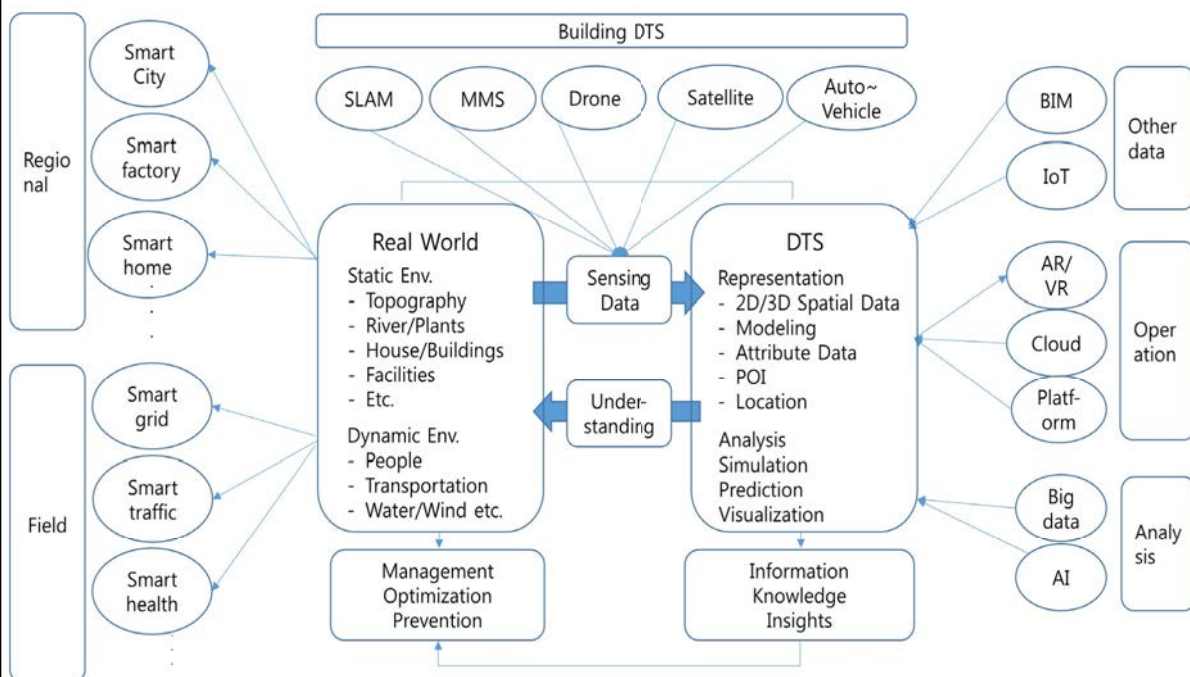 Building DTS
Regio
nal
Smart
City
Smart
factory
Smart
home
Field
Smart
grid
Smart
traffic
Smart
health
SLAM
MMS
Drone
Satellite
Auto~
Vehicle
Real World
Static Env.
- Topography
- River/Plants
- House/Buildings
- Facilities
- Etc.
Dynamic Env.
- People
- Transportation
- Water/Wind etc.
Sensing
Data
Under-
standing
DTS
Representation
- 2D/3D Spatial Data
- Modeling
- Attribute Data
- POI
- Location
Analysis
Simulation
Prediction
Visualization
Management
Optimization
Prevention
Information
Knowledge
Insights
BIM
IoT
Other
data
AR/
VR
Cloud
Platf-
orm
Oper
ation
Big
data
AI
Analy
sis